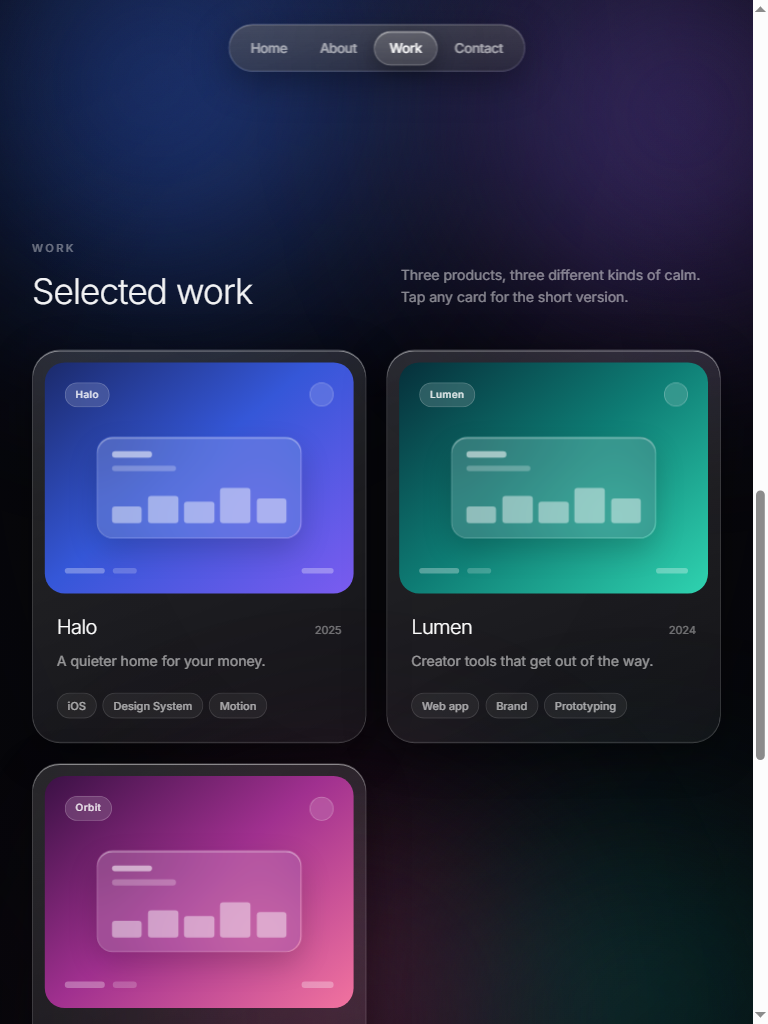 Home
About
Work
Contact
WORK
Selected work
Three products, three different kinds of calm.
Tap any card for the short version.
Halo
Halo
2025
A quieter home for your money.
iOS
Design System
Motion
Lumen
Lumen
2024
Creator tools that get out of the way.
Web app
Brand
Prototyping
Orbit